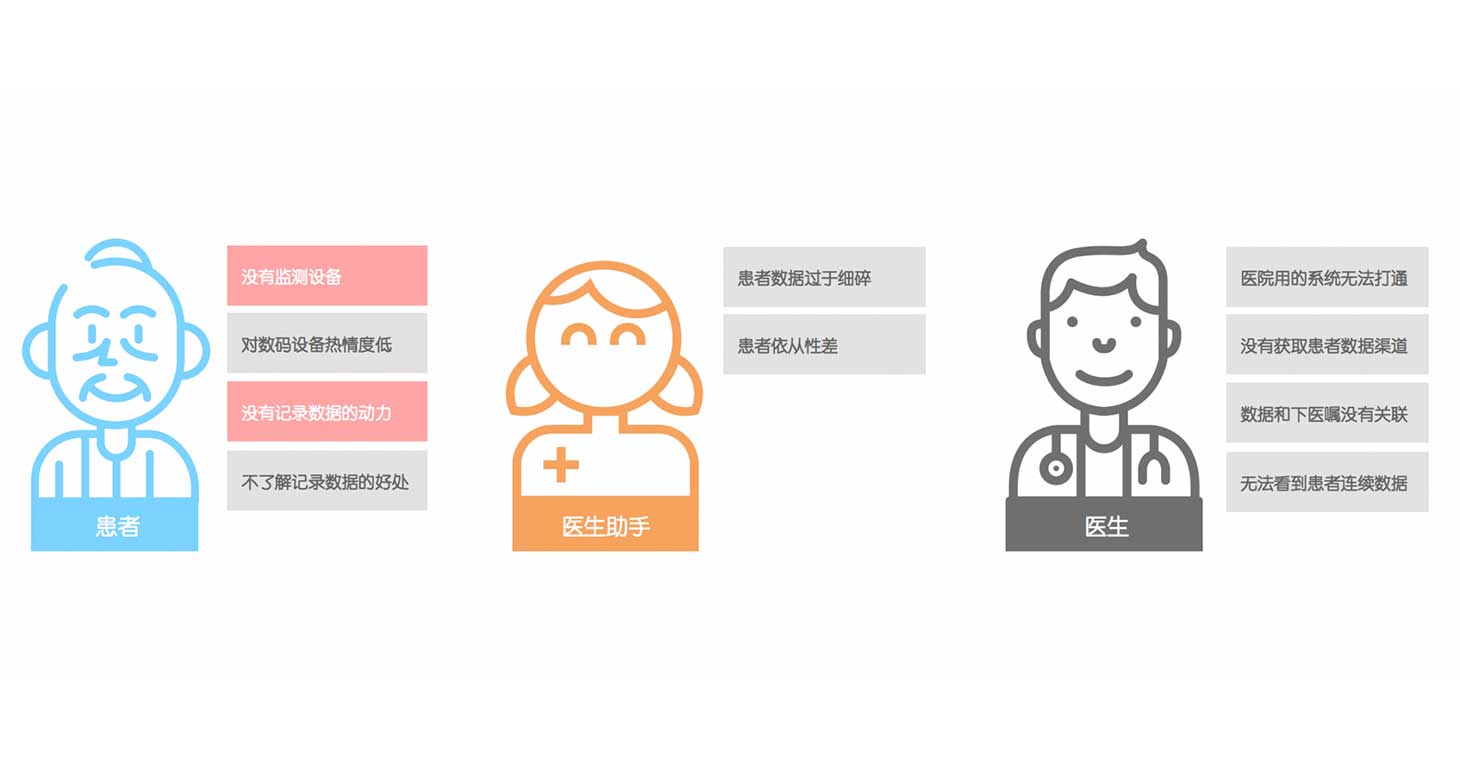 没有监测设备
对数码设备热情度低
没有记录数据的动力
不了解记录数据的好处
患者
患者数据过于细碎
患者依从性差
医生助手
医院用的系统无法打通
没有获取患者数据渠道
数据和下医嘱没有关联
无法看到患者连续数据
医生